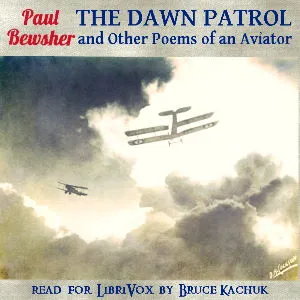 Paul THE DAWN PATROL
Bewsher and Other Poems of an Aviator
READ FOR LIBRIVOX BY BRUCE KACHUK